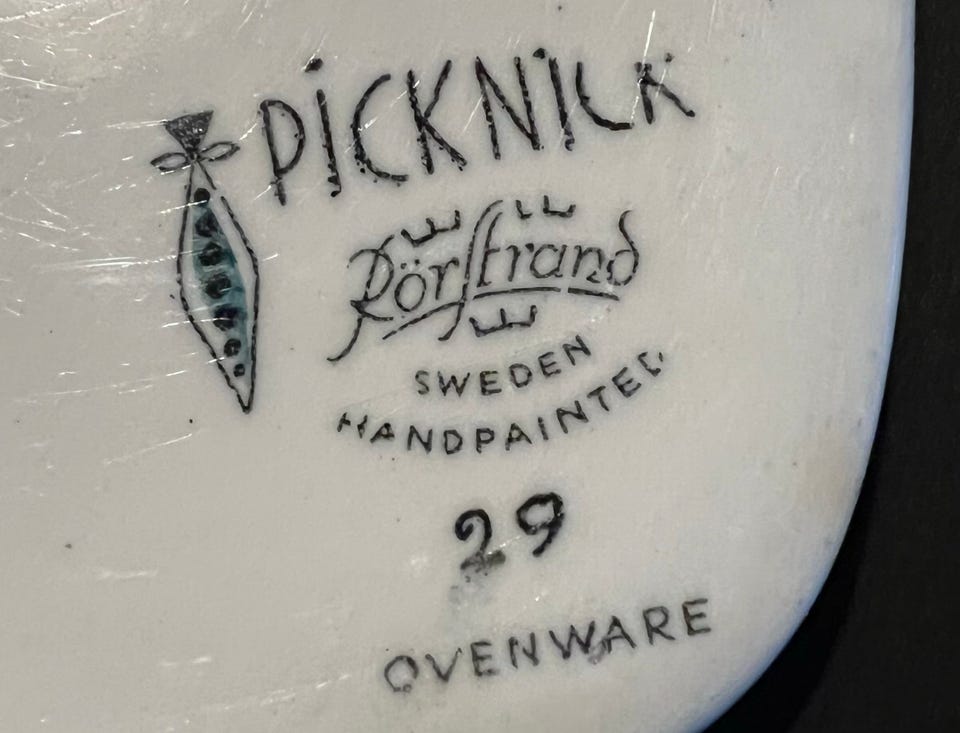 PICKNICK
Rörstrand
SWEDEN
HANDPAINTED
29
OVENWARE